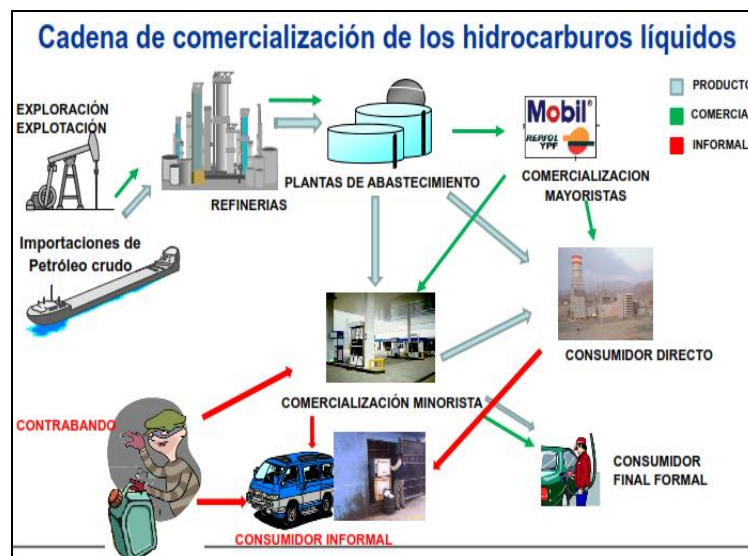 Cadena de comercialización de los hidrocarburos líquidos
EXPLORACIÓN
EXPLOTACIÓN
REFINERIAS
PLANTAS DE ABASTECIMIENTO
Mobil
REPSOL
YPF
COMERCIALIZACION
MAYORISTAS
PRODUCTO
COMERCIA
INFORMAL
Importaciones de
Petróleo crudo
CONSUMIDOR DIRECTO
COMERCIALIZACIÓN MINORISTA
CONTRABANDO
CONSUMIDOR INFORMAL
CONSUMIDOR
FINAL FORMAL